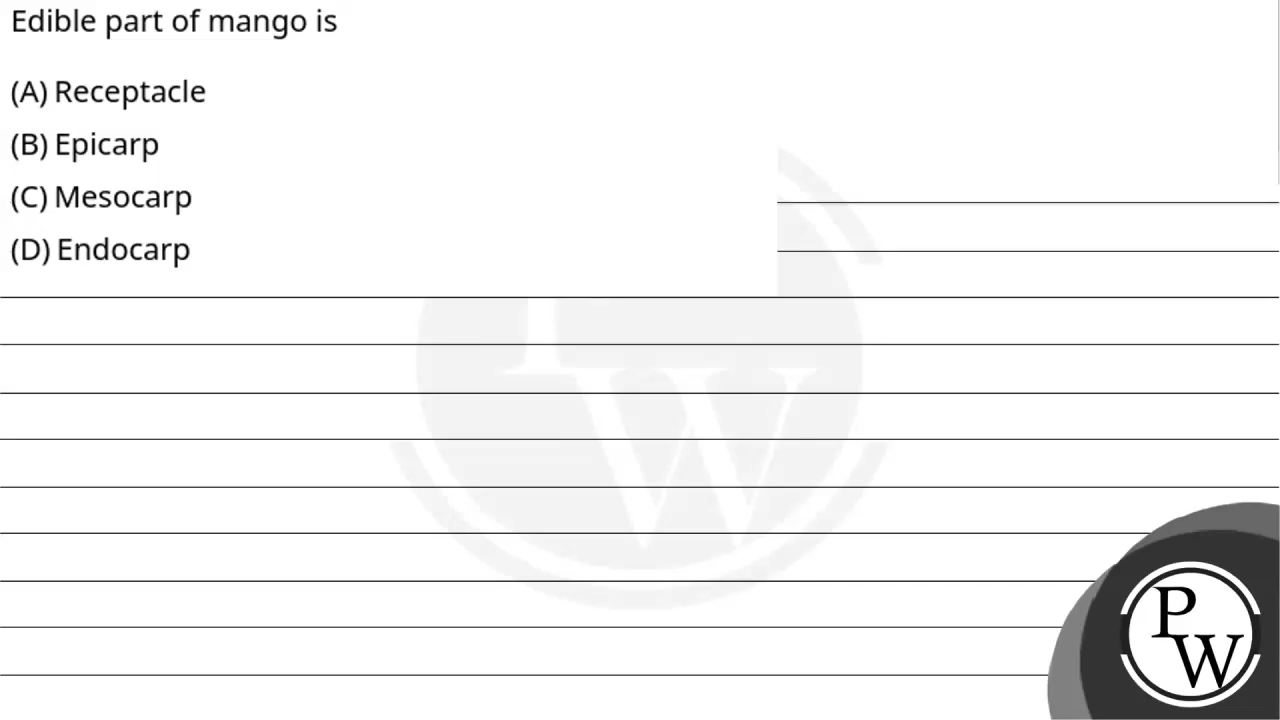 Edible part of mango is
(A) Receptacle
(B) Epicarp
(C) Mesocarp
(D) Endocarp
PW